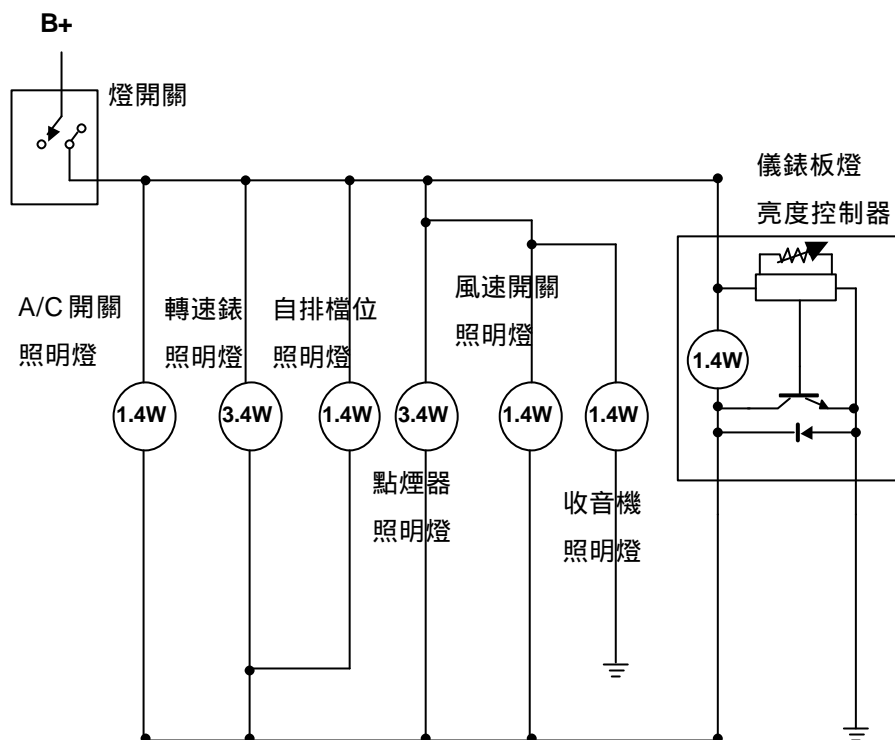 B+
燈開關
儀錶板燈
亮度控制器
A/C 開關
照明燈
轉速錶
照明燈
自排檔位
照明燈
風速開關
照明燈
1.4W
1.4W
3.4W
1.4W
3.4W
1.4W
1.4W
點煙器
照明燈
收音機
照明燈